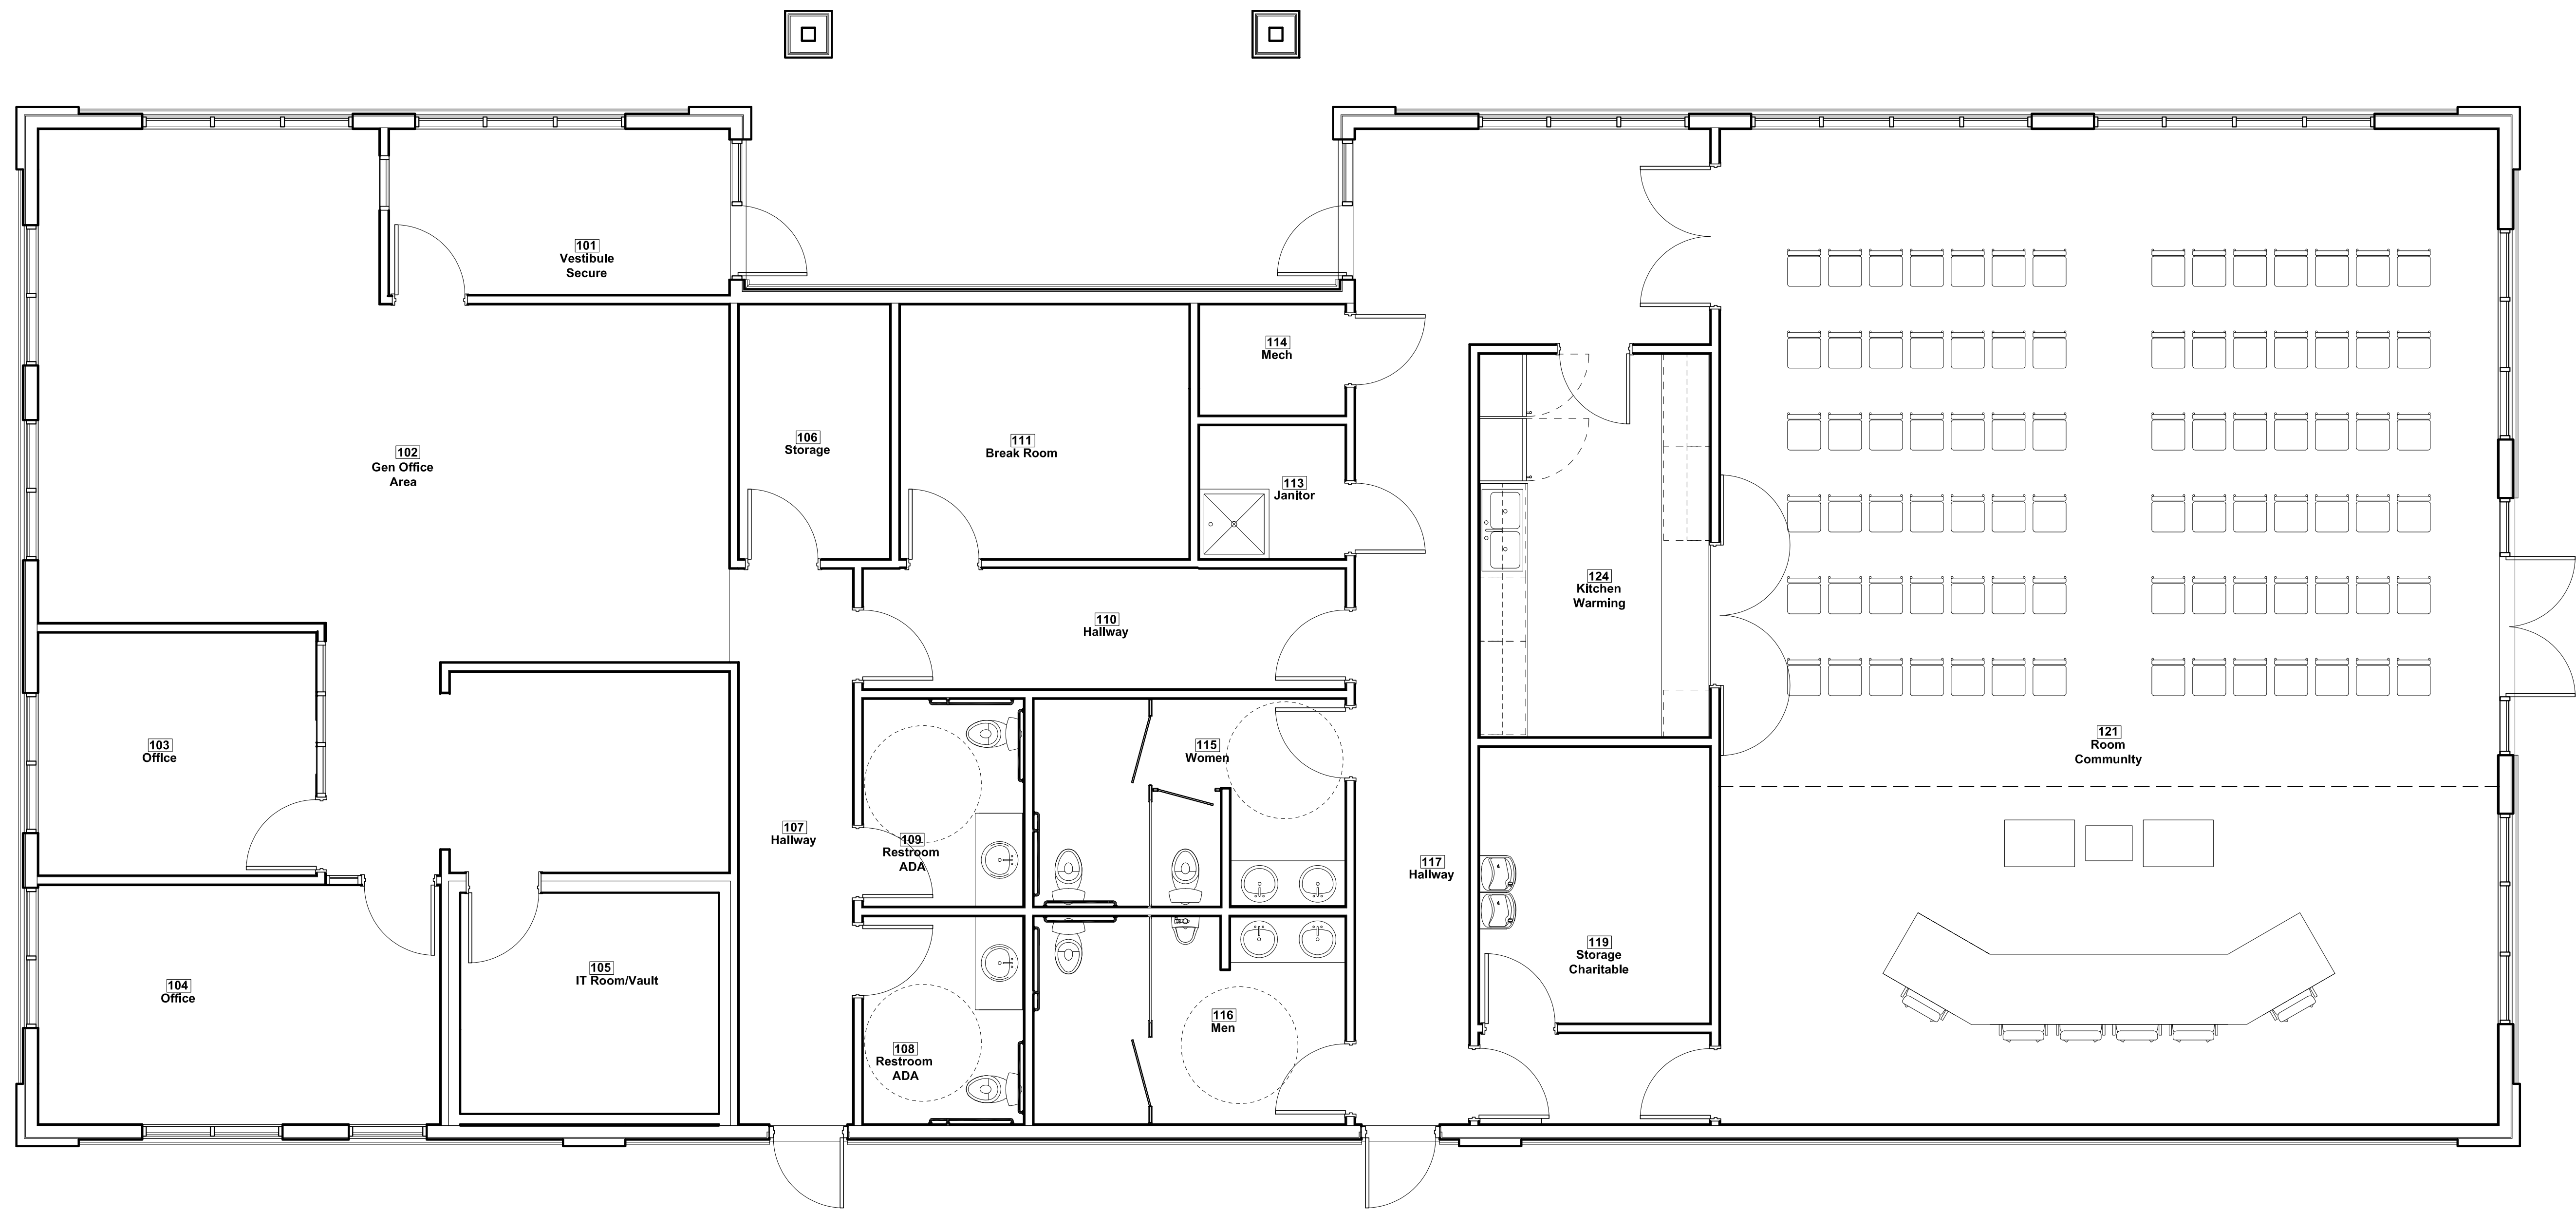 101
Vestibule
Secure
114
Mech
106
Storage
111
Break Room
102
Gen Office
Area
113
Janitor
124
Kitchen
Warming
110
Hallway
103
Office
115
Women
121
Room
Community
107
Hallway
109
Restroom
ADA
117
Hallway
119
Storage
Charitable
105
IT Room/Vault
104
Office
116
Men
108
Restroom
ADA